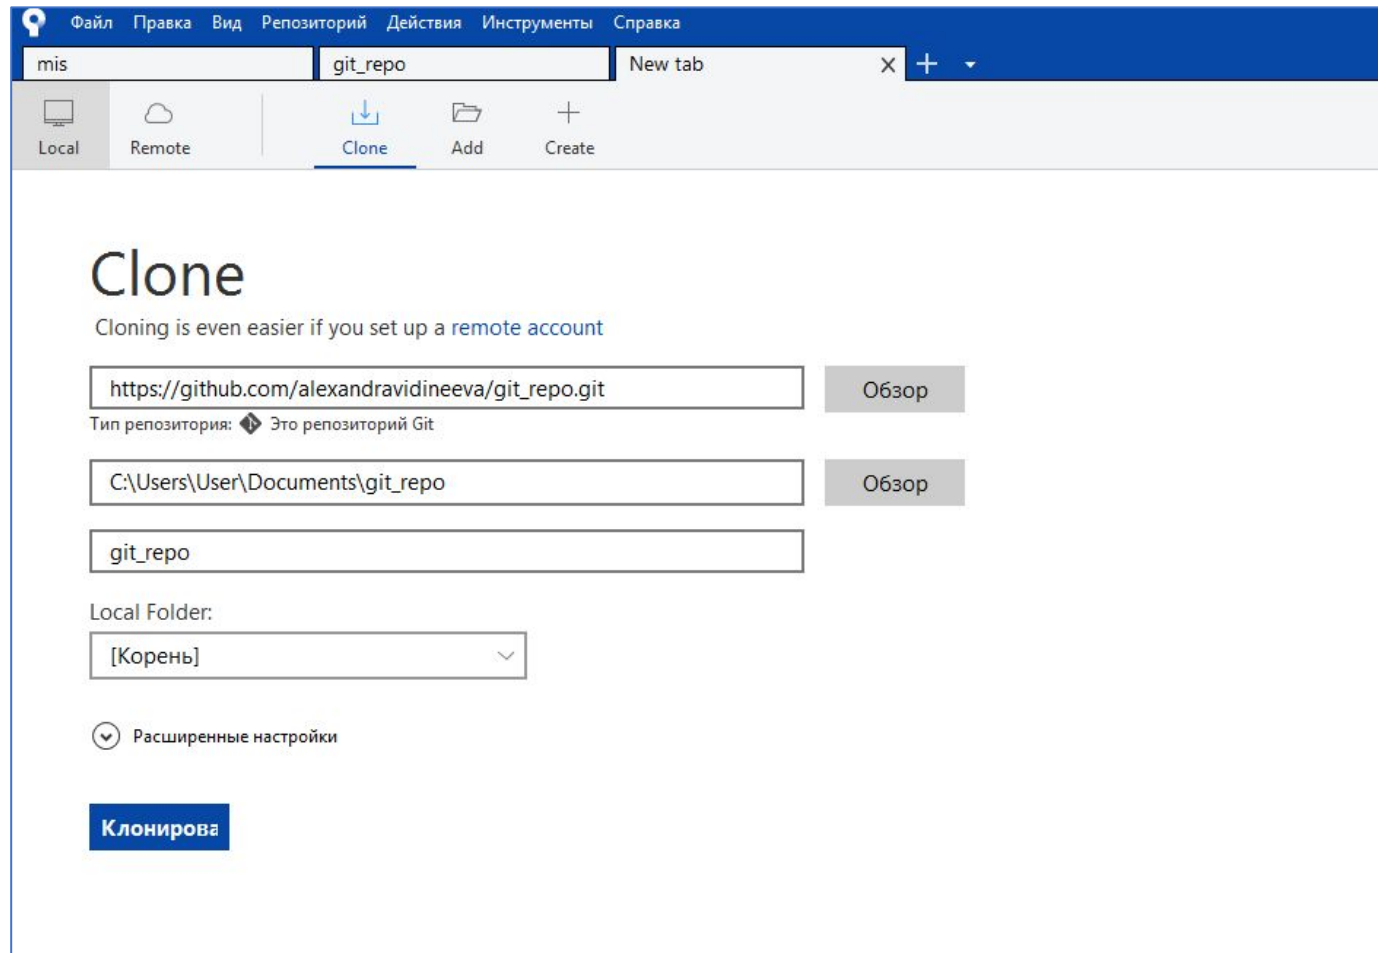 Файл Правка Вид Репозиторий Действия Инструменты Справка
mis git_repo New tab
Local Remote Clone Add Create
Clone
Cloning is even easier if you set up a remote account
https://github.com/alexandravidineeva/git_repo.git Обзор
Тип репозитория: Это репозиторий Git
C:\Users\User\Documents\git_repo Обзор
git_repo
Local Folder:
[Корень]
Расширенные настройки
Клонирова